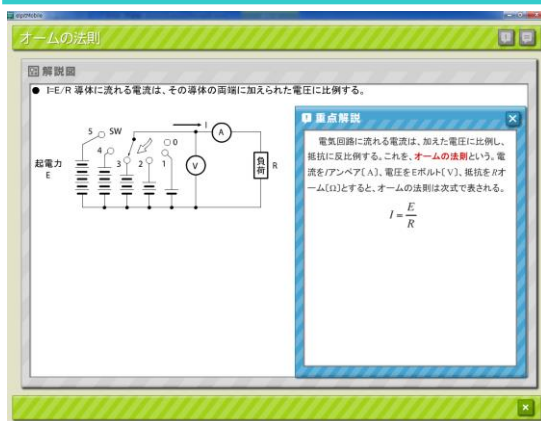 オームの法則
解説図
● I=E/R 導体に流れる電流は、その導体の両端に加えられた電圧に比例する。
5 SW
4
3
2
1
0
I
A
V
起電力
E
負荷
R
重点解説
電気回路に流れる電流は、加えた電圧に比例し、
抵抗に反比例する。これを、オームの法則という。電
流をIアンペア〔A〕、電圧をEボルト〔V〕、抵抗をRオ
ーム〔Ω〕とすると、オームの法則は次式で表される。
I = E/R